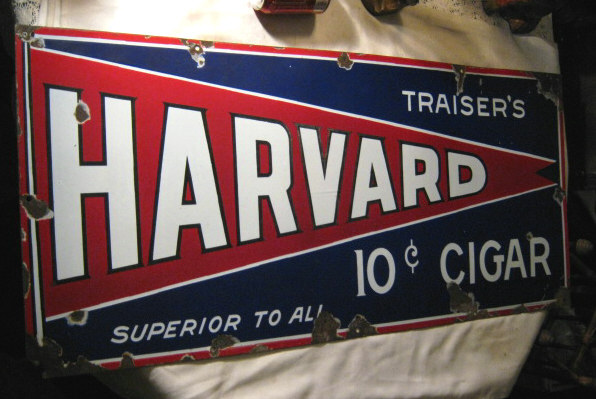 TRAISER'S
HARVARD
10¢ CIGAR
SUPERIOR TO ALL